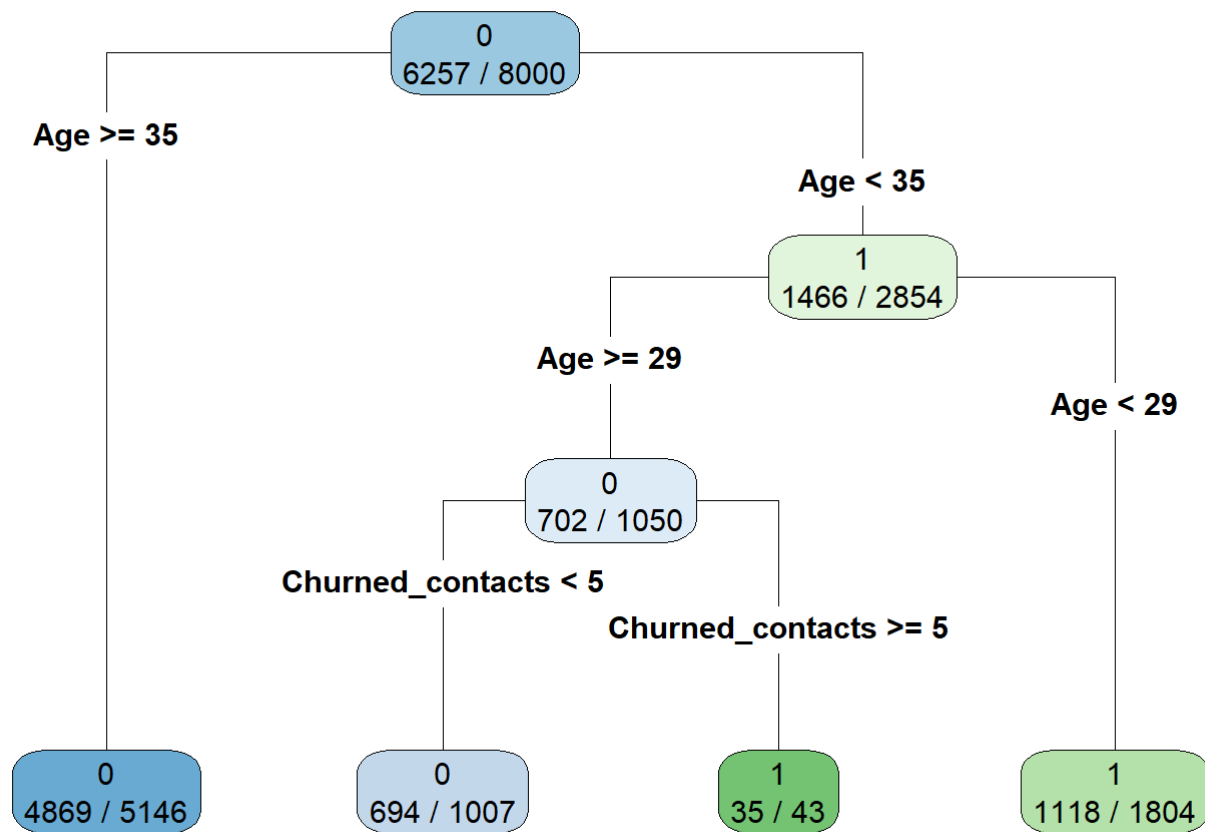 0
6257 / 8000
Age >= 35
Age < 35
1
1466 / 2854
Age >= 29
Age < 29
0
702 / 1050
Churned_contacts < 5
Churned_contacts >= 5
0
4869 / 5146
0
694 / 1007
1
35 / 43
1
1118 / 1804